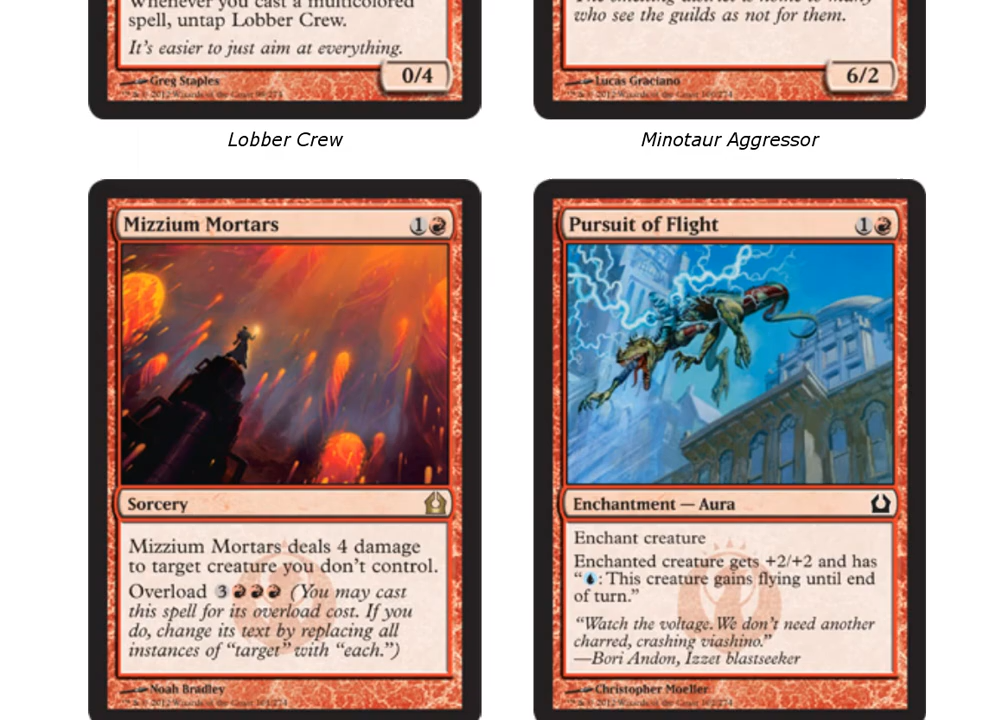 Whenever you cast a multicolored
spell, untap Lobber Crew.
It's easier to just aim at everything.
0/4
Greg Staples
Lobber Crew
who see the guilds as not for them.
6/2
Lucas Graciano
Minotaur Aggressor
Mizzium Mortars 1
Sorcery
Mizzium Mortars deals 4 damage
to target creature you don't control.
Overload 3 (You may cast
this spell for its overload cost. If you
do, change its text by replacing all
instances of "target" with "each.")
Noah Bradley
Pursuit of Flight 1
Enchantment — Aura
Enchant creature
Enchanted creature gets +2/+2 and has
": This creature gains flying until end
of turn."
"Watch the voltage. We don't need another
charred, crashing viashino."
—Bori Andon, Izzet blastseeker
Christopher Moeller